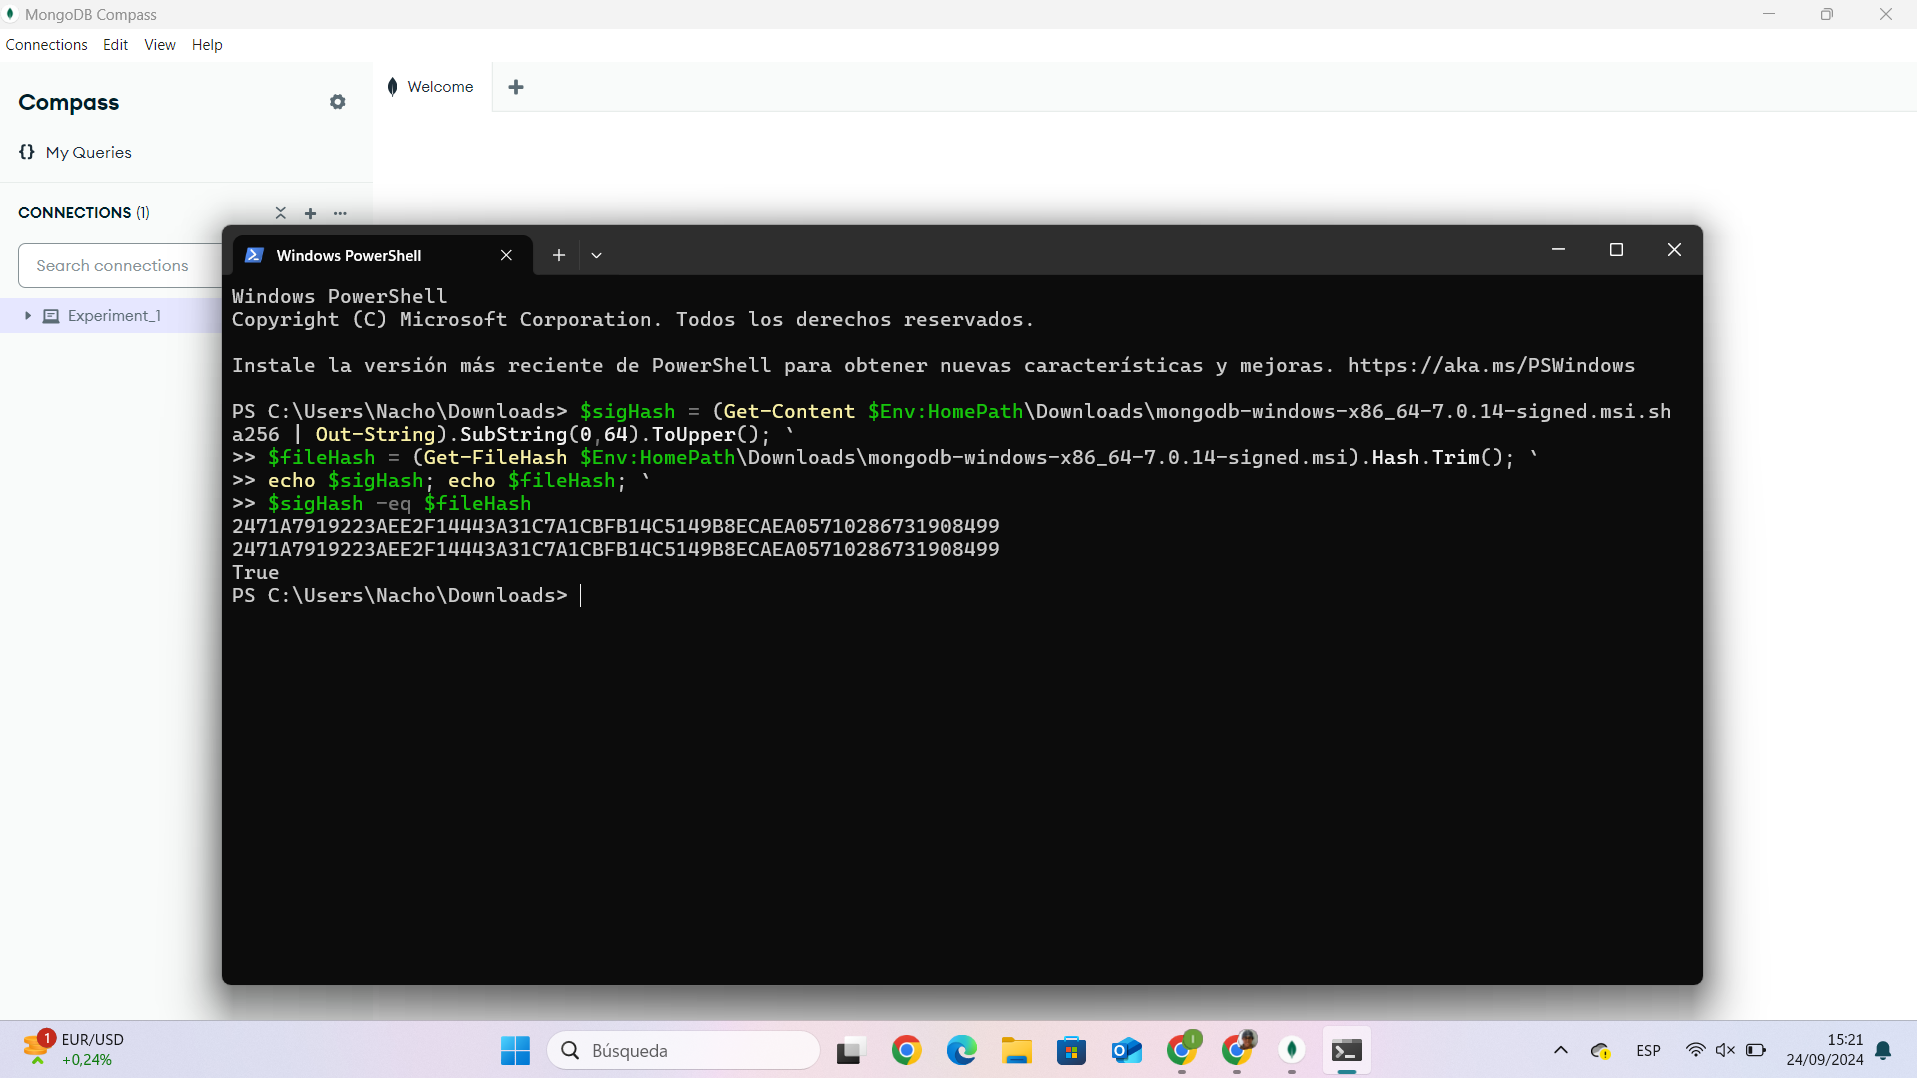 MongoDB Compass
Connections Edit View Help
Compass
Welcome
My Queries
CONNECTIONS (1)
Search connections
Experiment_1
Windows PowerShell
Windows PowerShell
Copyright (C) Microsoft Corporation. Todos los derechos reservados.
Instale la versión más reciente de PowerShell para obtener nuevas características y mejoras. https://aka.ms/PSWindows
PS C:\Users\Nacho\Downloads> $sigHash = (Get-Content $Env:HomePath\Downloads\mongodb-windows-x86_64-7.0.14-signed.msi.sh
a256 | Out-String).SubString(0,64).ToUpper(); `
>> $fileHash = (Get-FileHash $Env:HomePath\Downloads\mongodb-windows-x86_64-7.0.14-signed.msi).Hash.Trim(); `
>> echo $sigHash; echo $fileHash; `
>> $sigHash -eq $fileHash
2471A7919223AEE2F14443A31C7A1CBFB14C5149B8ECAEA05710286731908499
2471A7919223AEE2F14443A31C7A1CBFB14C5149B8ECAEA05710286731908499
True
PS C:\Users\Nacho\Downloads>
1
EUR/USD
+0,24%
Búsqueda
ESP
15:21
24/09/2024